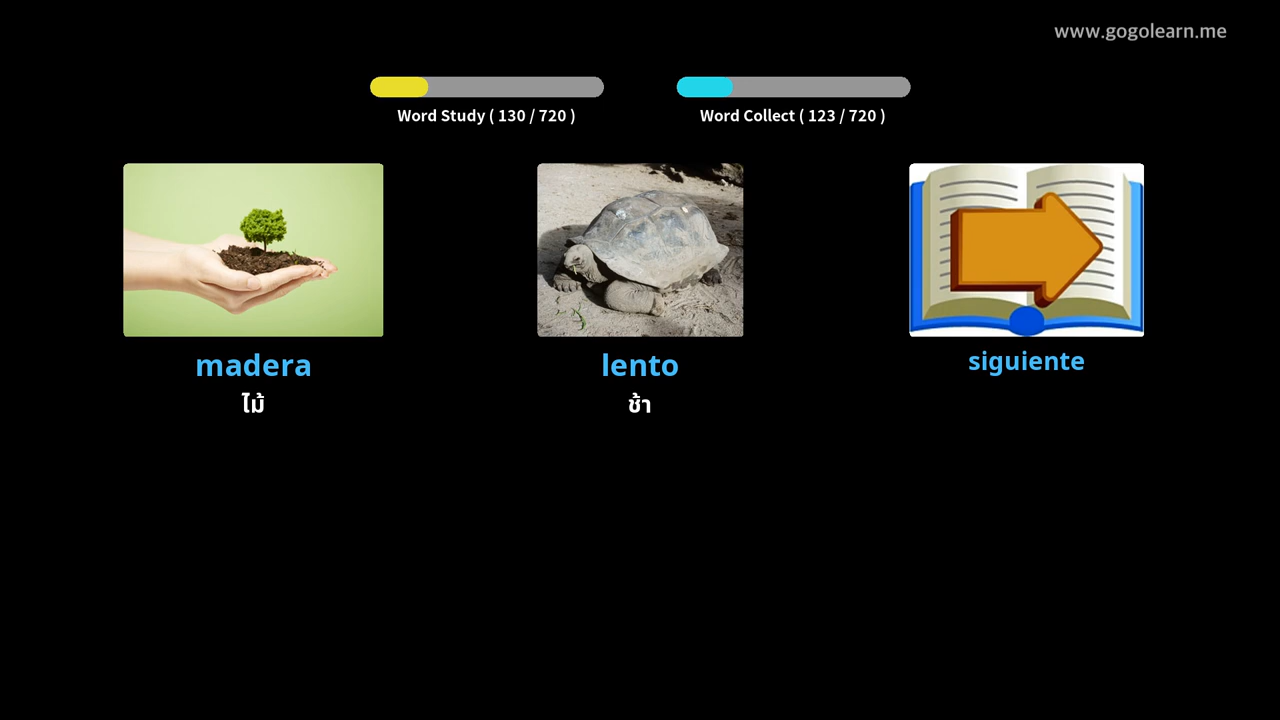 www.gogolearn.me
Word Study ( 130 / 720 )
Word Collect ( 123 / 720 )
madera
lento
siguiente
ไม้
ช้า